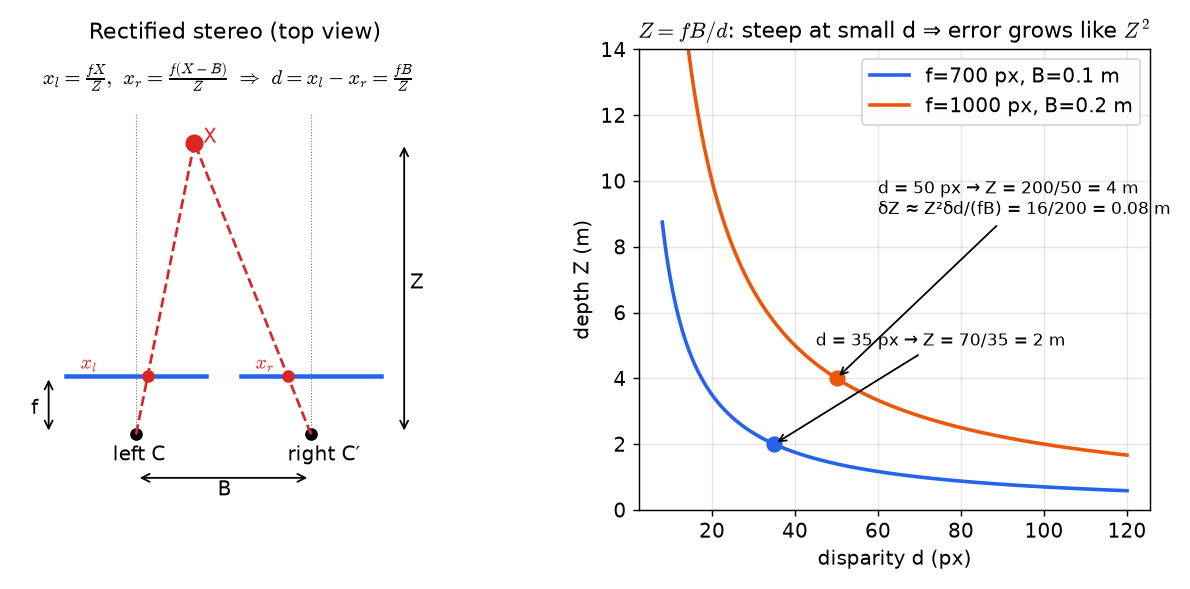 Rectified stereo (top view)
x_l = fX/Z, x_r = f(X − B)/Z ⇒ d = x_l − x_r = fB/Z
X
Z
x_l
x_r
f
left C
right C′
B
Z = fB/d: steep at small d ⇒ error grows like Z²
f=700 px, B=0.1 m
f=1000 px, B=0.2 m
d = 50 px → Z = 200/50 = 4 m
δZ ≈ Z²δd/(fB) = 16/200 = 0.08 m
d = 35 px → Z = 70/35 = 2 m
depth Z (m)
14
12
10
8
6
4
2
0
20 40 60 80 100 120
disparity d (px)